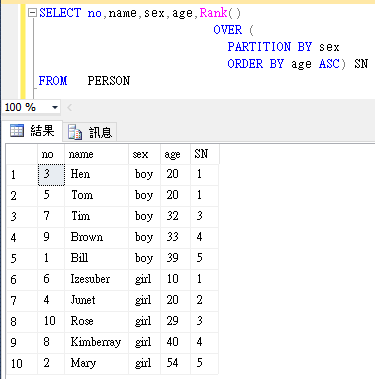 SELECT no,name,sex,age,Rank()
OVER (
PARTITION BY sex
ORDER BY age ASC) SN
FROM PERSON
100 %
結果 訊息
no name sex age SN
1 3 Hen boy 20 1
2 5 Tom boy 20 1
3 7 Tim boy 32 3
4 9 Brown boy 33 4
5 1 Bill boy 39 5
6 6 Izesuber girl 10 1
7 4 Junet girl 20 2
8 10 Rose girl 29 3
9 8 Kimberray girl 40 4
10 2 Mary girl 54 5